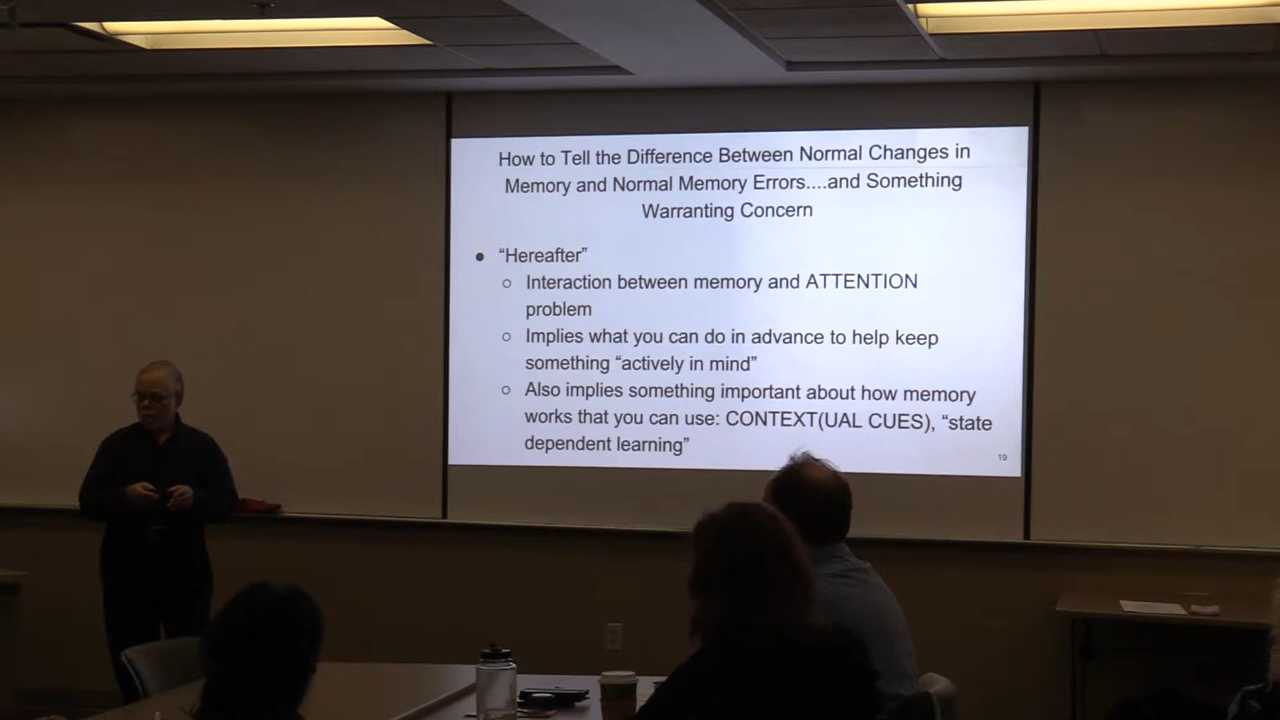 How to Tell the Difference Between Normal Changes in
Memory and Normal Memory Errors....and Something
Warranting Concern
● “Hereafter”
○ Interaction between memory and ATTENTION
problem
○ Implies what you can do in advance to help keep
something “actively in mind”
○ Also implies something important about how memory
works that you can use: CONTEXT(UAL CUES), “state
dependent learning”
19